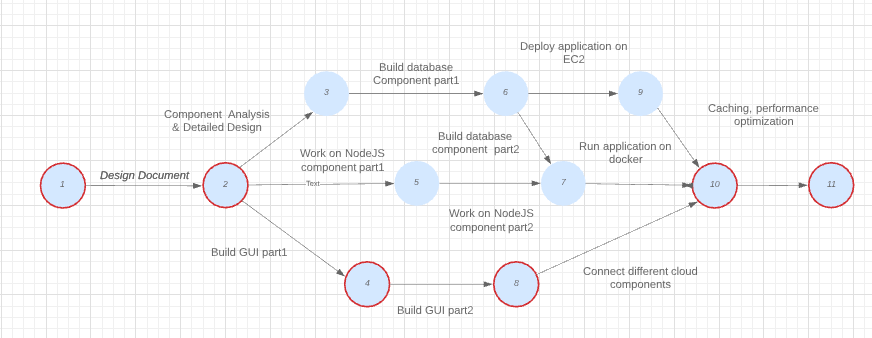 Deploy application on
EC2
Build database
Component part1
3
6
9
Component  Analysis
& Detailed Design
Caching, performance
optimization
Build database
component  part2
Run application on
docker
Work on NodeJS
component part1
Design Document
1
2
Text
5
7
10
11
Work on NodeJS
component part2
Build GUI part1
4
8
Connect different cloud
components
Build GUI part2